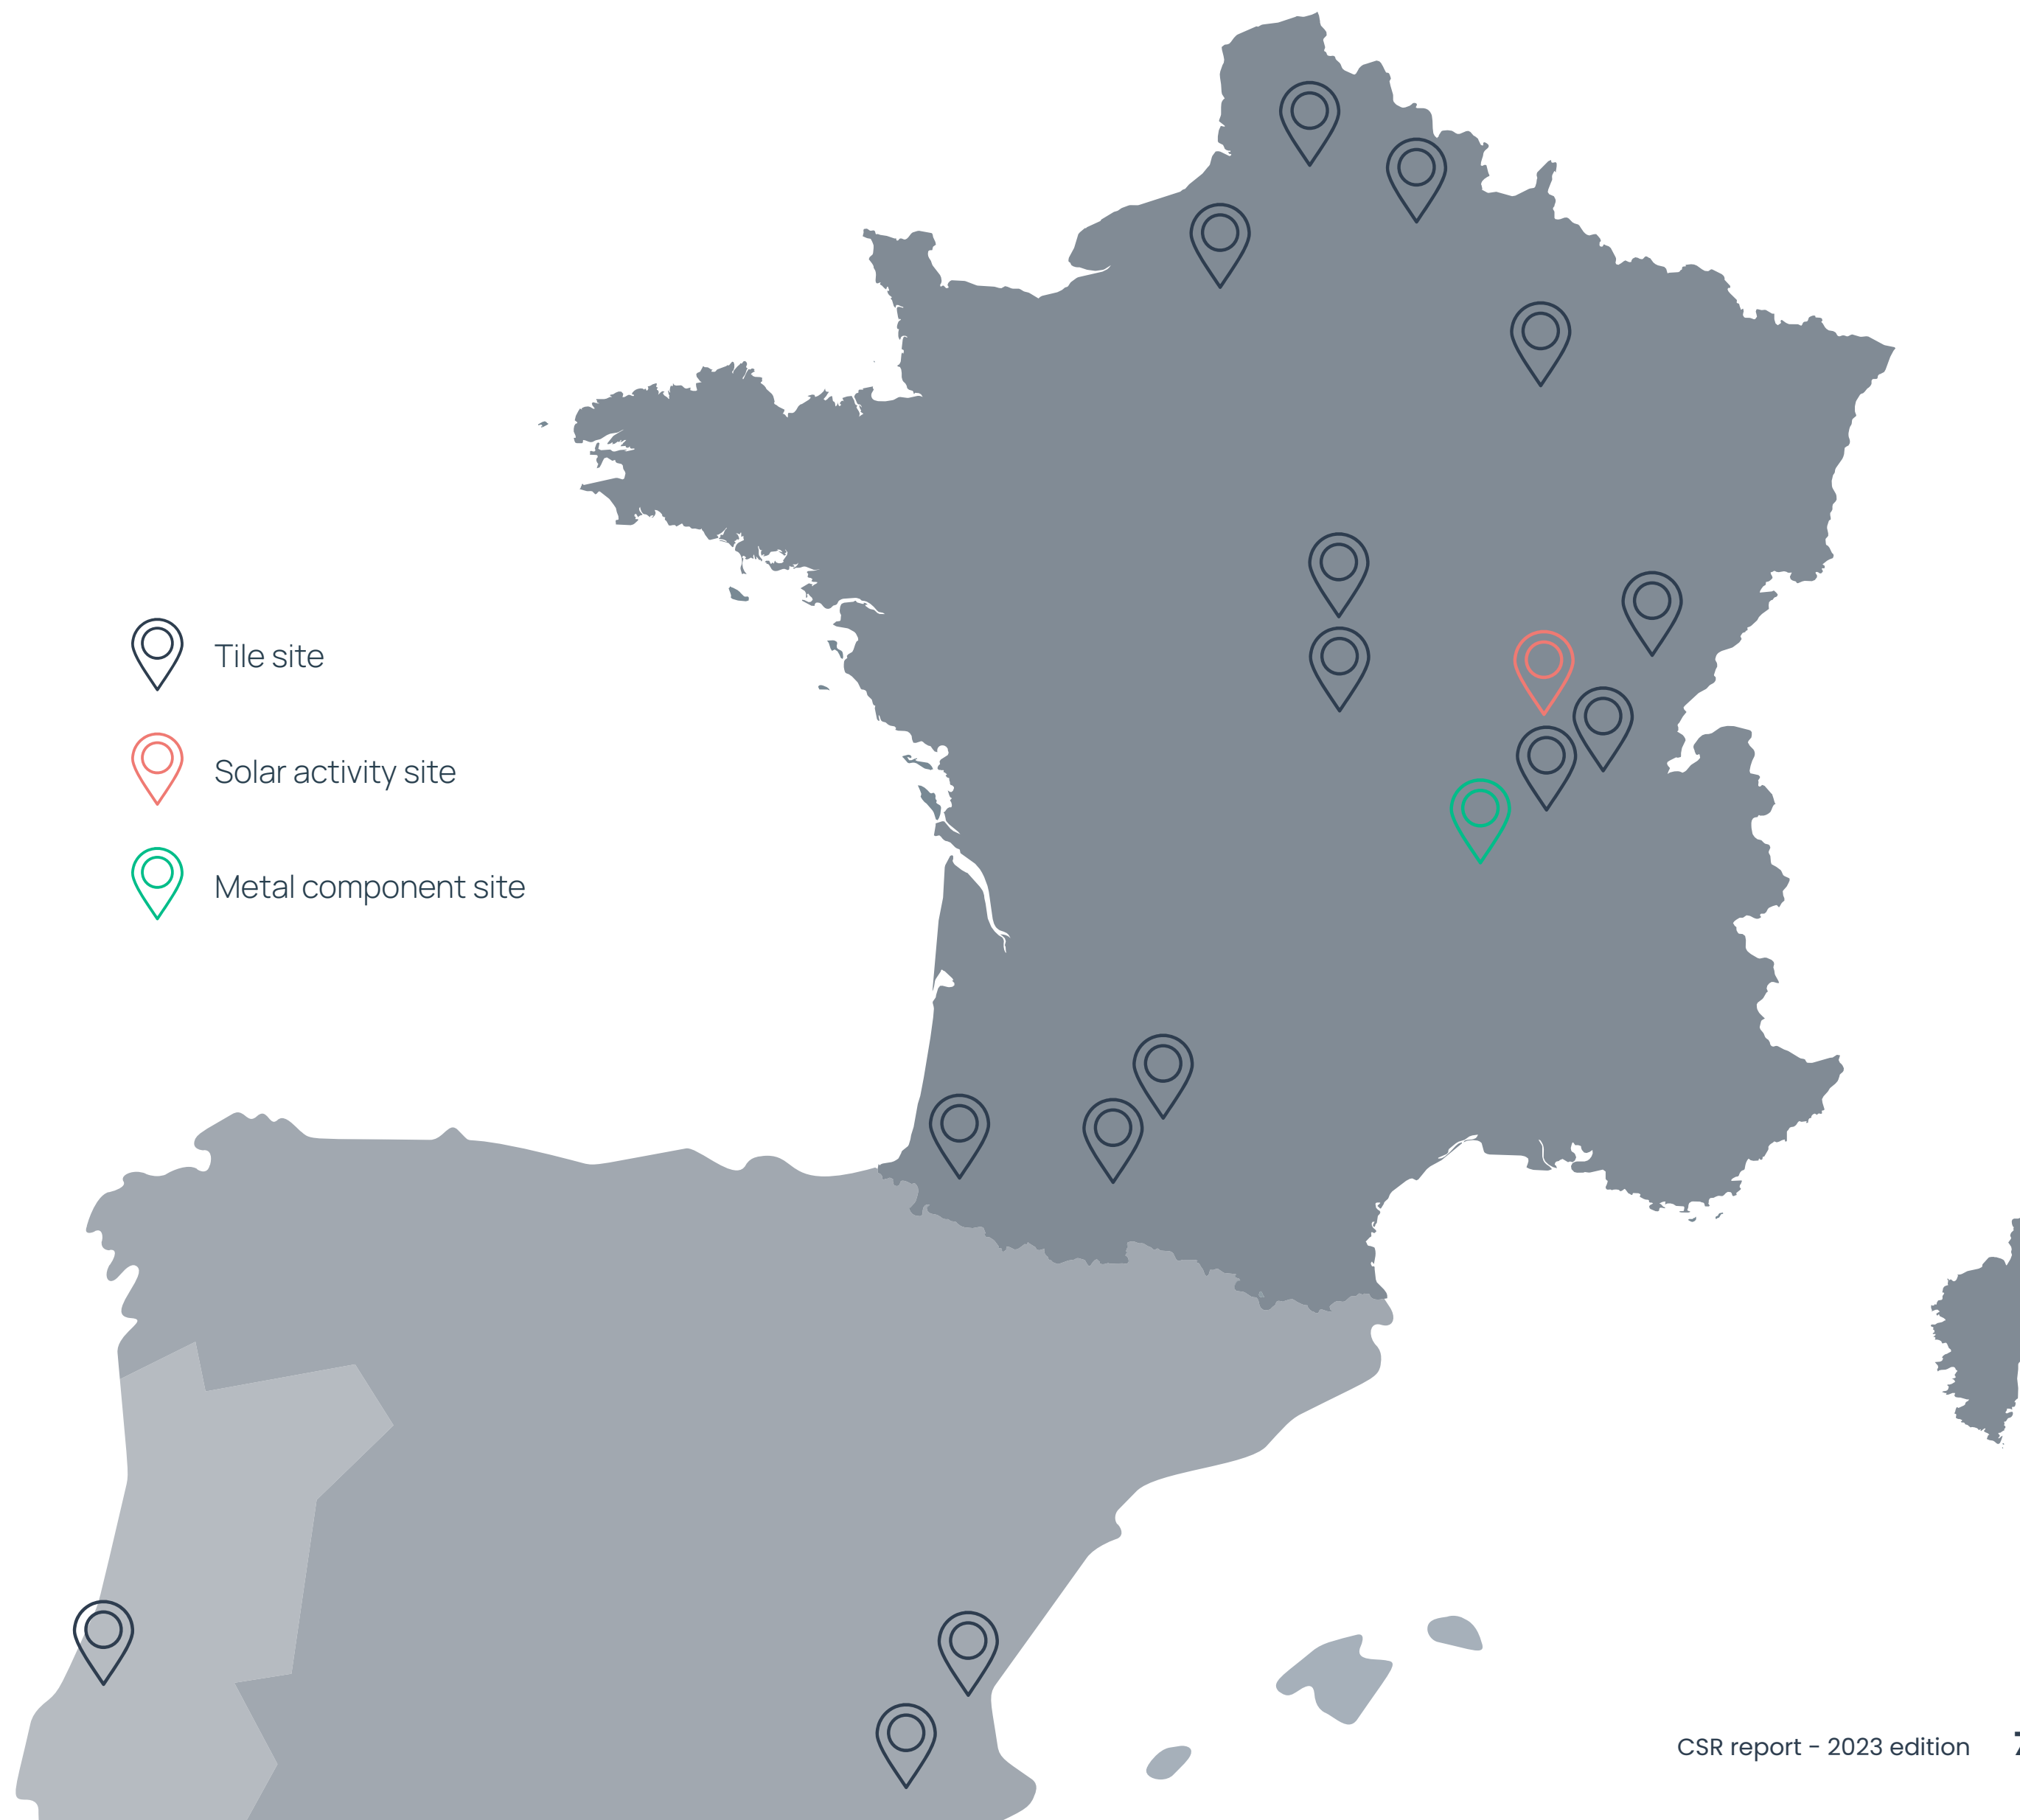 Tile site
Solar activity site
Metal component site
CSR report - 2023 edition